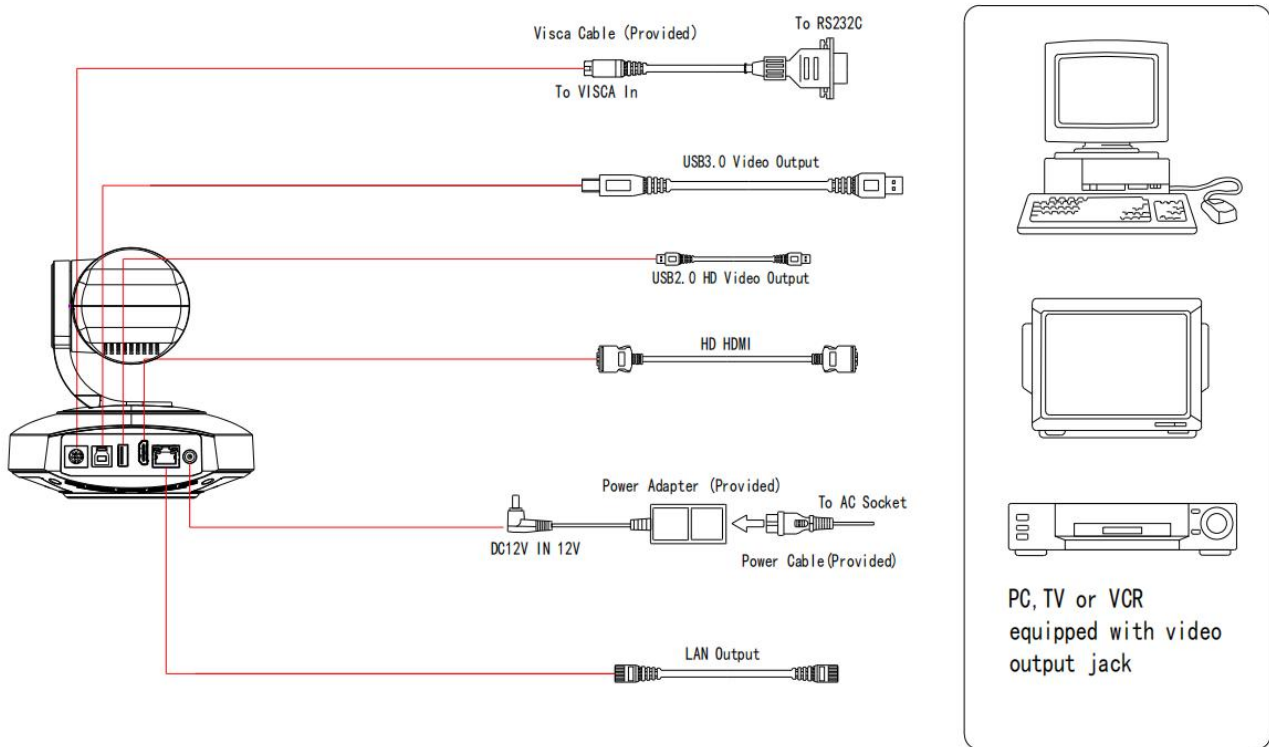 To RS232C
Visca Cable (Provided)
To VISCA In
USB3.0 Video Output
USB2.0 HD Video Output
HD HDMI
Power Adapter (Provided)
To AC Socket
DC12V IN 12V
Power Cable(Provided)
LAN Output
PC,TV or VCR
equipped with video
output jack